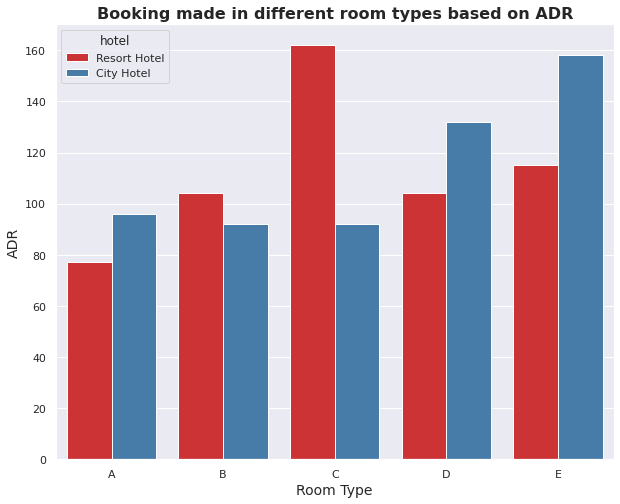 Booking made in different room types based on ADR
hotel
Resort Hotel
City Hotel
160
140
120
100
80
60
40
20
0
ADR
A B C D E
Room Type